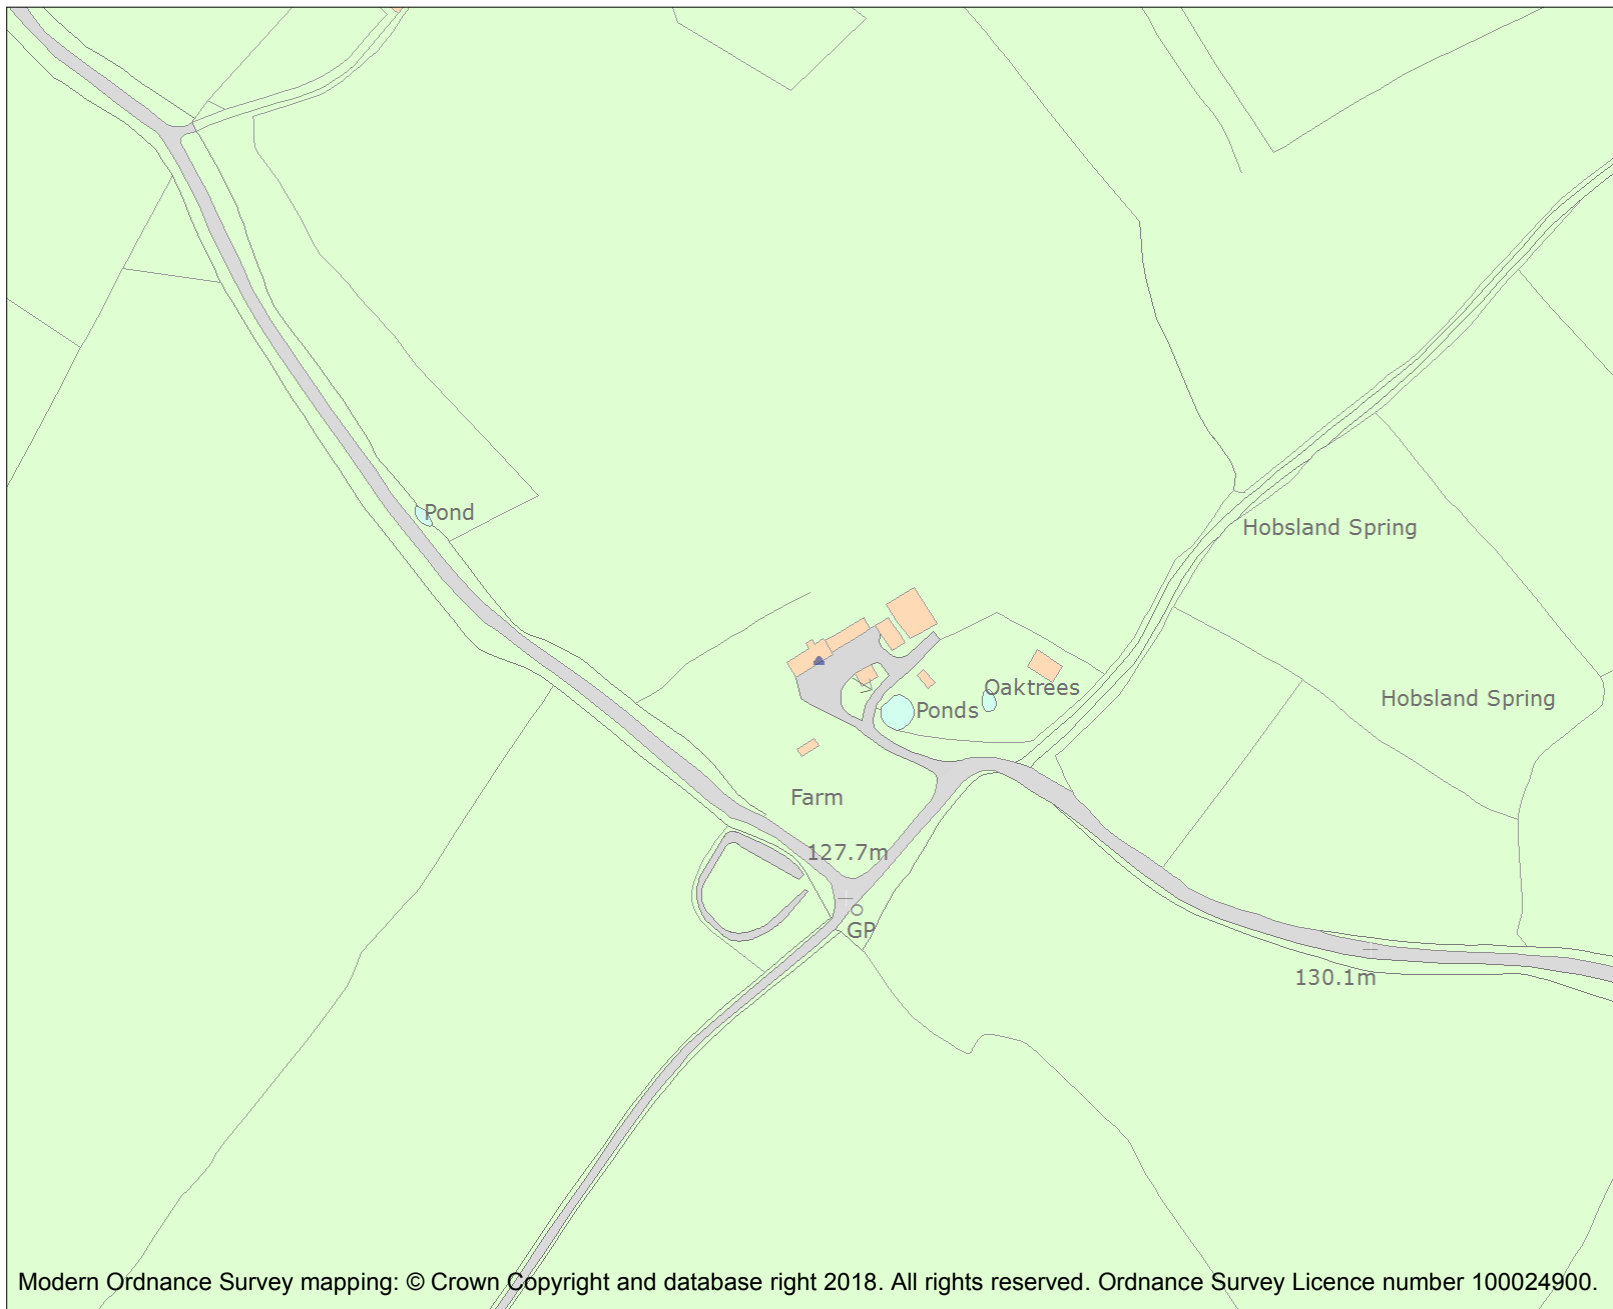 Pond
Hobsland Spring
Oaktrees
Hobsland Spring
Ponds
Farm
127.7m
GP
130.1m
Modern Ordnance Survey mapping: © Crown Copyright and database right 2018. All rights reserved. Ordnance Survey Licence number 100024900.